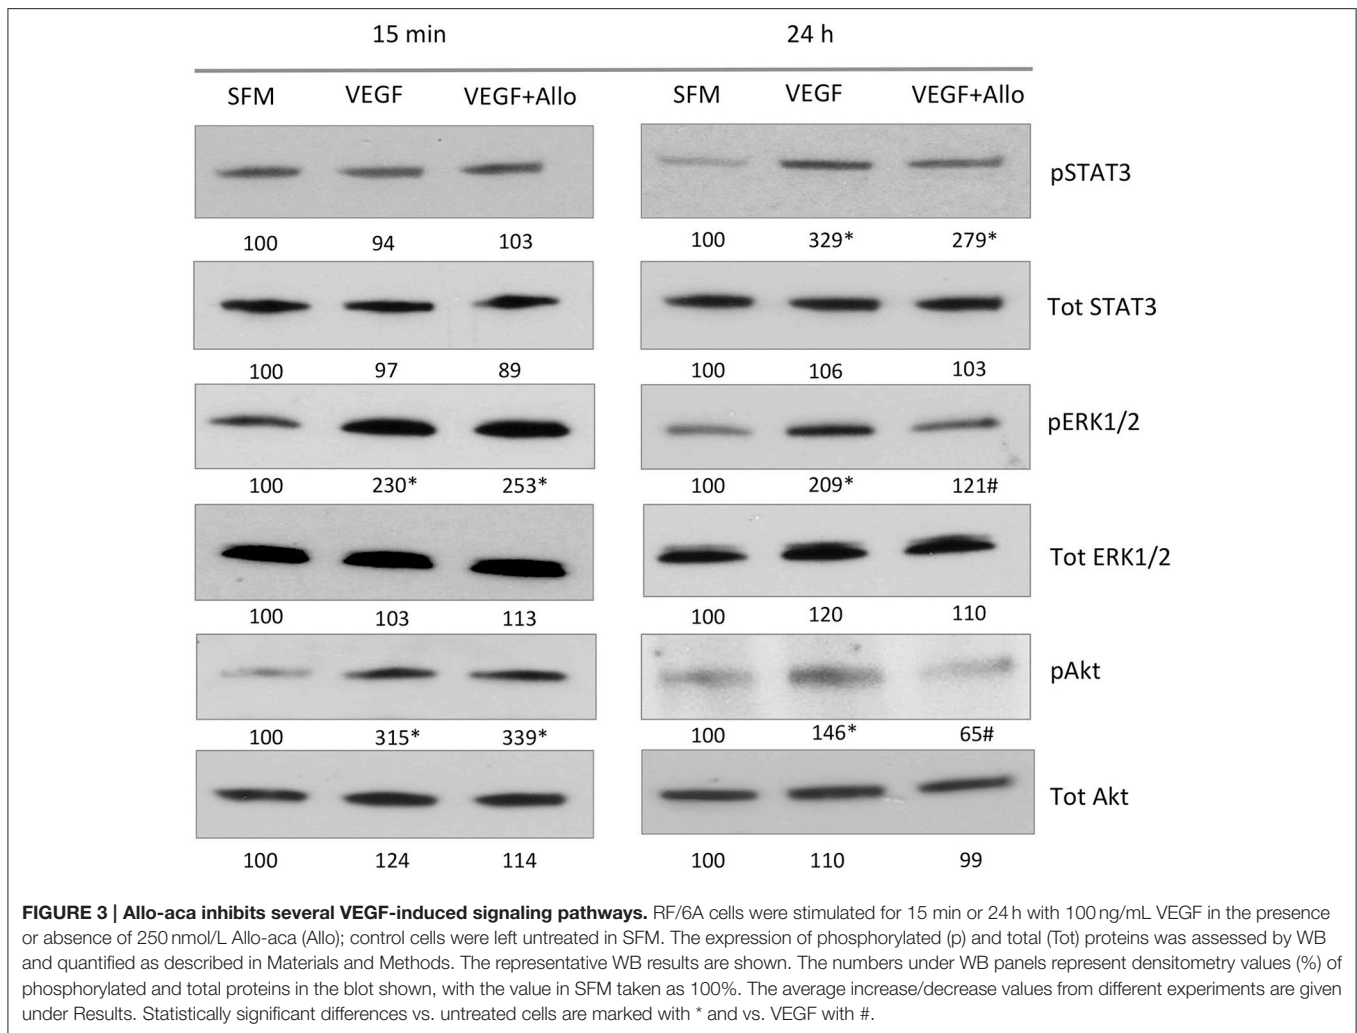 15 min 24 h
SFM VEGF VEGF+Allo SFM VEGF VEGF+Allo
pSTAT3
100 94 103 100 329* 279*
Tot STAT3
100 97 89 100 106 103
pERK1/2
100 230* 253* 100 209* 121#
Tot ERK1/2
100 103 113 100 120 110
pAkt
100 315* 339* 100 146* 65#
Tot Akt
100 124 114 100 110 99
FIGURE 3 | Allo-aca inhibits several VEGF-induced signaling pathways. RF/6A cells were stimulated for 15 min or 24 h with 100 ng/mL VEGF in the presence
or absence of 250 nmol/L Allo-aca (Allo); control cells were left untreated in SFM. The expression of phosphorylated (p) and total (Tot) proteins was assessed by WB
and quantified as described in Materials and Methods. The representative WB results are shown. The numbers under WB panels represent densitometry values (%) of
phosphorylated and total proteins in the blot shown, with the value in SFM taken as 100%. The average increase/decrease values from different experiments are given
under Results. Statistically significant differences vs. untreated cells are marked with * and vs. VEGF with #.